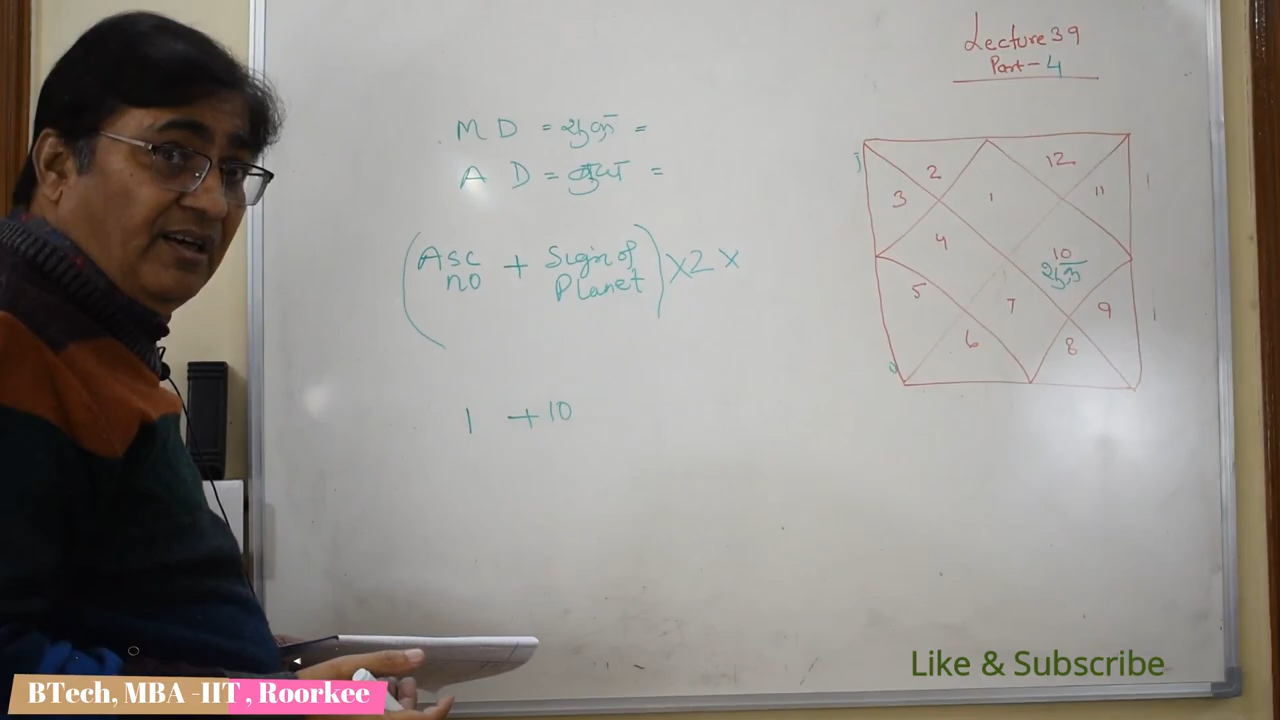 Lecture 39
Part - 4
M D = शुक्र =
A D = बुध =
(Asc no + Sign of Planet) x 2 x
1 + 10
2
12
3
1
11
4
10
शुक्र
5
7
9
6
8
Like & Subscribe
BTech, MBA -IIT , Roorkee